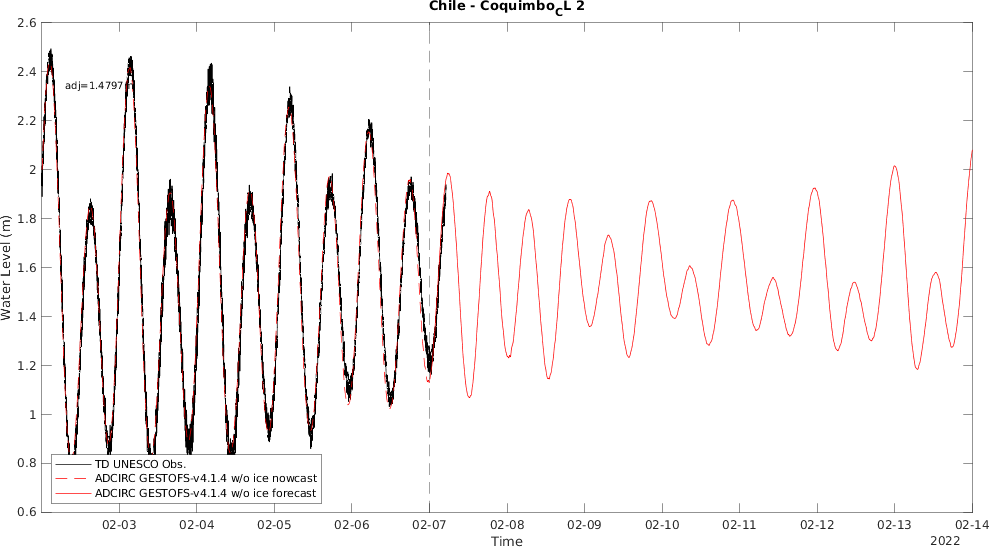 Chile - Coquimbo_CL 2
2.6
2.4
2.2
2
1.8
1.6
1.4
1.2
1
0.8
0.6
Water Level (m)
adj=1.4797
TD UNESCO Obs.
ADCIRC GESTOFS-v4.1.4 w/o ice nowcast
ADCIRC GESTOFS-v4.1.4 w/o ice forecast
02-03 02-04 02-05 02-06 02-07 02-08 02-09 02-10 02-11 02-12 02-13 02-14
Time
2022